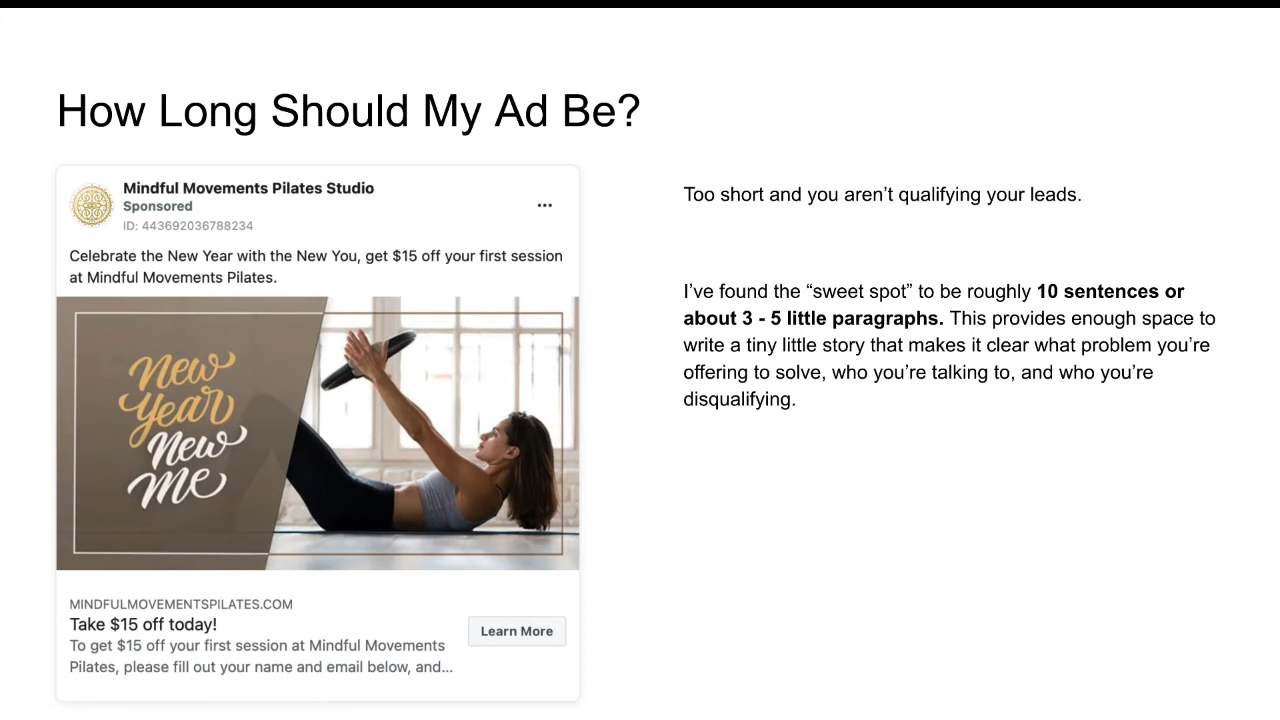 How Long Should My Ad Be?
Mindful Movements Pilates Studio
Sponsored
ID: 443692036788234
Celebrate the New Year with the New You, get $15 off your first session
at Mindful Movements Pilates.
New
Year
New
Me
MINDFULMOVEMENTSPILATES.COM
Take $15 off today!
To get $15 off your first session at Mindful Movements
Pilates, please fill out your name and email below, and...
Learn More
Too short and you aren’t qualifying your leads.
I’ve found the “sweet spot” to be roughly 10 sentences or
about 3 - 5 little paragraphs. This provides enough space to
write a tiny little story that makes it clear what problem you’re
offering to solve, who you’re talking to, and who you’re
disqualifying.